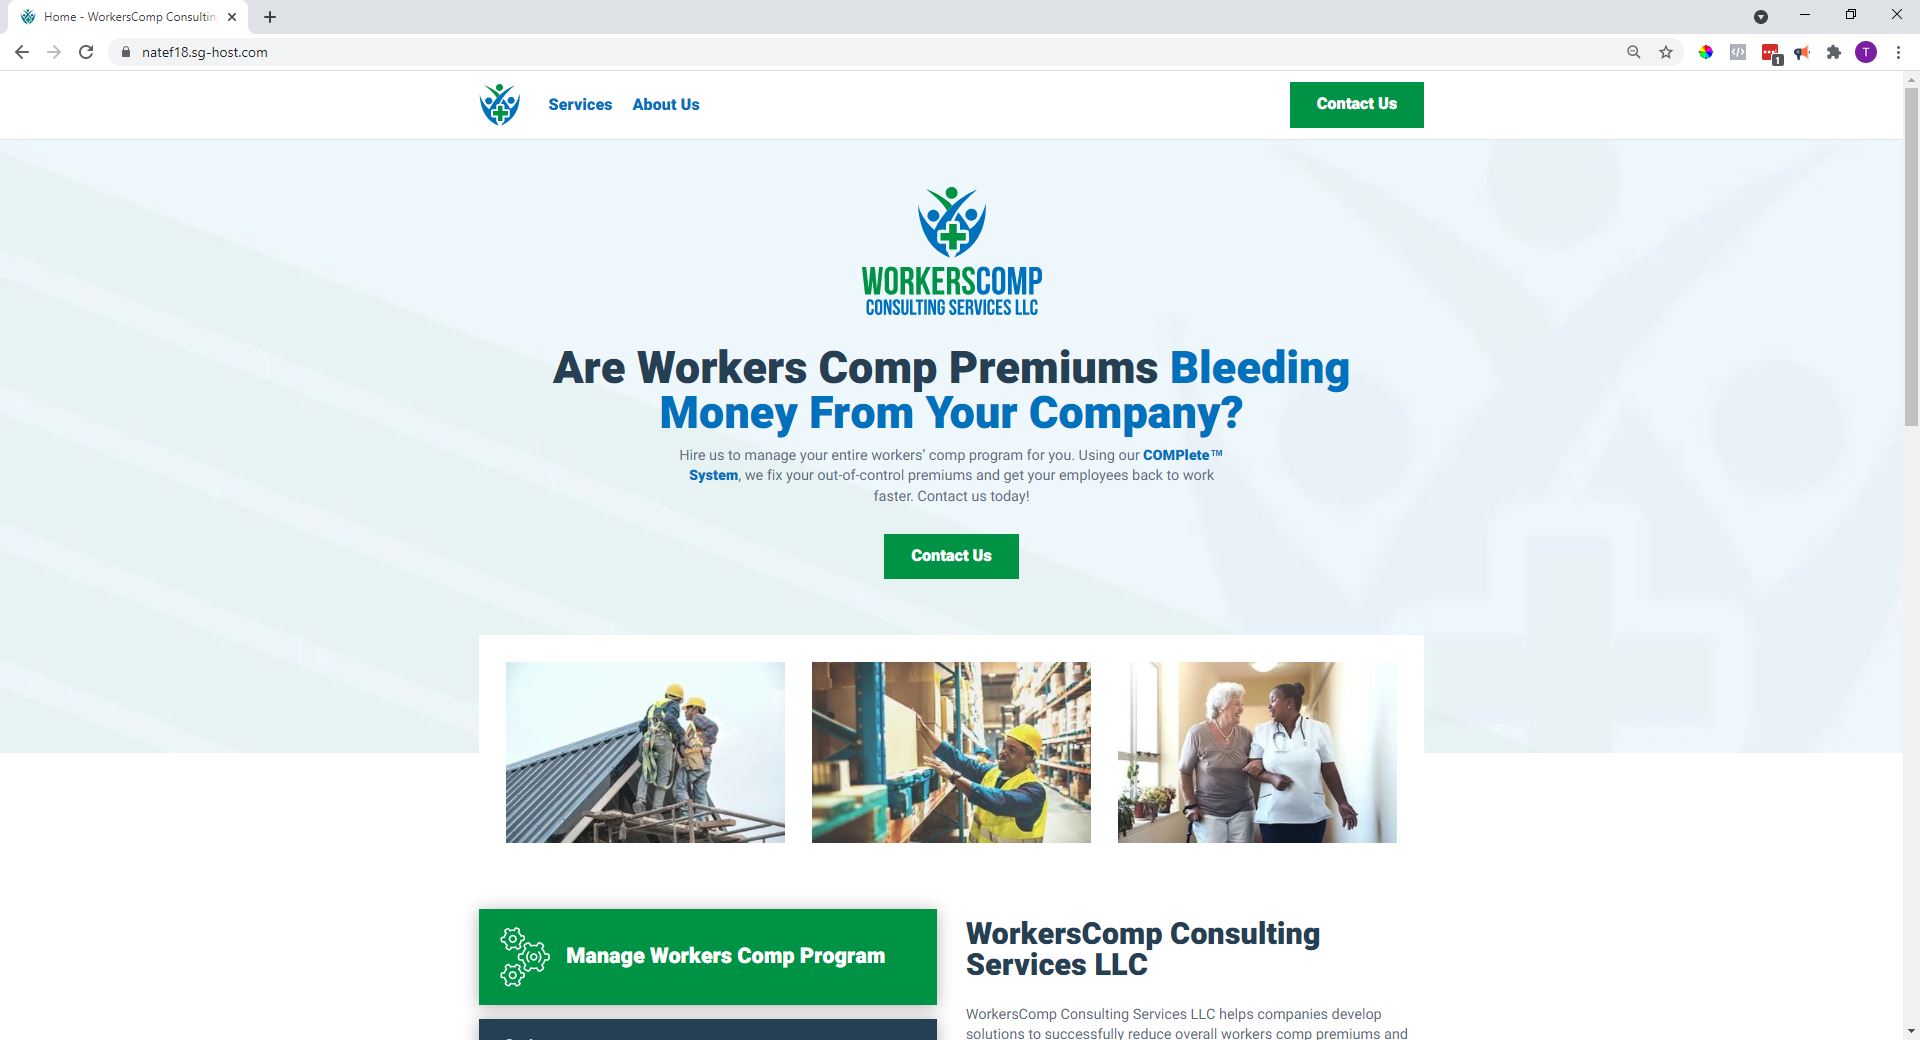 Home - WorkersComp Consultin
natef18.sg-host.com
1
T
Services
About Us
Contact Us
WORKERSCOMP
CONSULTING SERVICES LLC
Are Workers Comp Premiums Bleeding
Money From Your Company?
Hire us to manage your entire workers’ comp program for you. Using our COMPlete™
System, we fix your out-of-control premiums and get your employees back to work
faster. Contact us today!
Contact Us
Manage Workers Comp Program
WorkersComp Consulting
Services LLC
WorkersComp Consulting Services LLC helps companies develop
solutions to successfully reduce overall workers comp premiums and